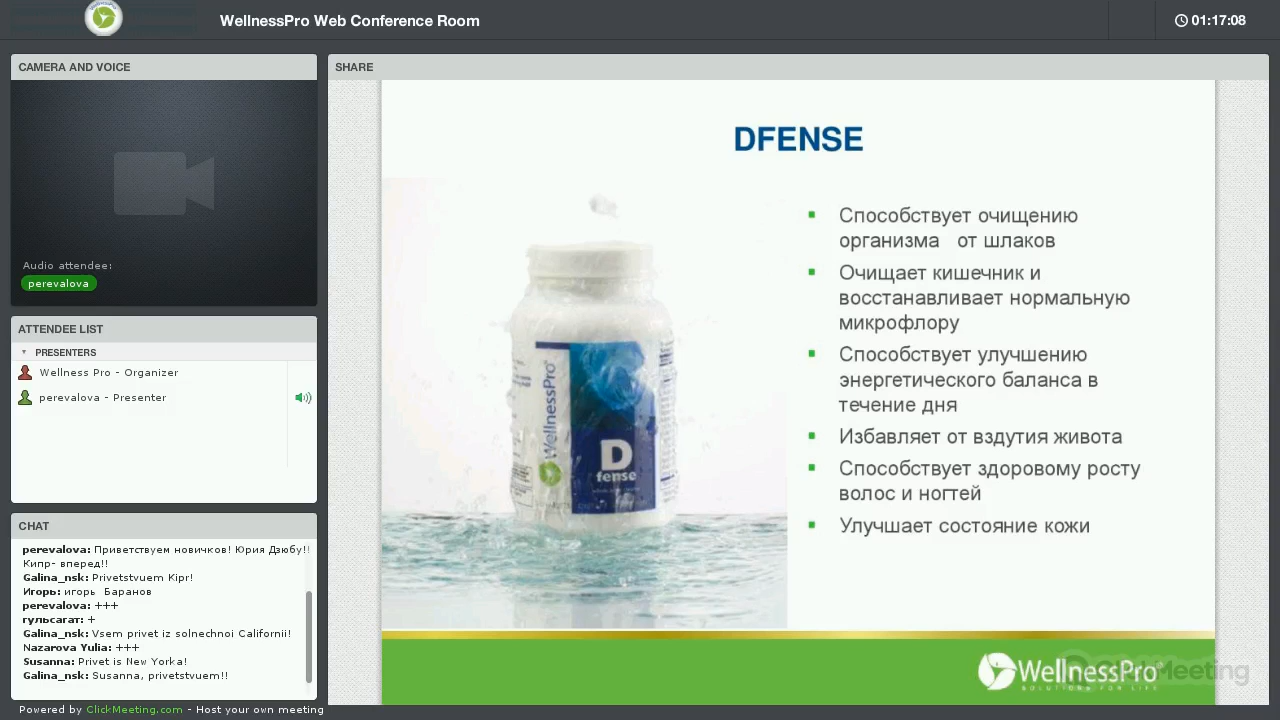 WellnessPro Web Conference Room
01:17:08
CAMERA AND VOICE
Audio attendee:
perevalova
ATTENDEE LIST
PRESENTERS
Wellness Pro - Organizer
perevalova - Presenter
CHAT
perevalova: Приветствуем новичков! Юрия Дзюбу!!
Кипр- вперед!!
Galina_nsk: Privetstvuem Kipr!
Игорь: игорь Баранов
perevalova: +++
гульсагат: +
Galina_nsk: Vsem privet iz solnechnoi Californii!
Nazarova Yulia: +++
Susanna: Privet is New Yorka!
Galina_nsk: Susanna, privetstvuem!!
Powered by ClickMeeting.com - Host your own meeting
SHARE
DFENSE
Способствует очищению
организма от шлаков
Очищает кишечник и
восстанавливает нормальную
микрофлору
Способствует улучшению
энергетического баланса в
течение дня
Избавляет от вздутия живота
Способствует здоровому росту
волос и ногтей
Улучшает состояние кожи
WellnessPro
D
fense
WellnessPro
SOLUTIONS FOR LIFE
Meeting